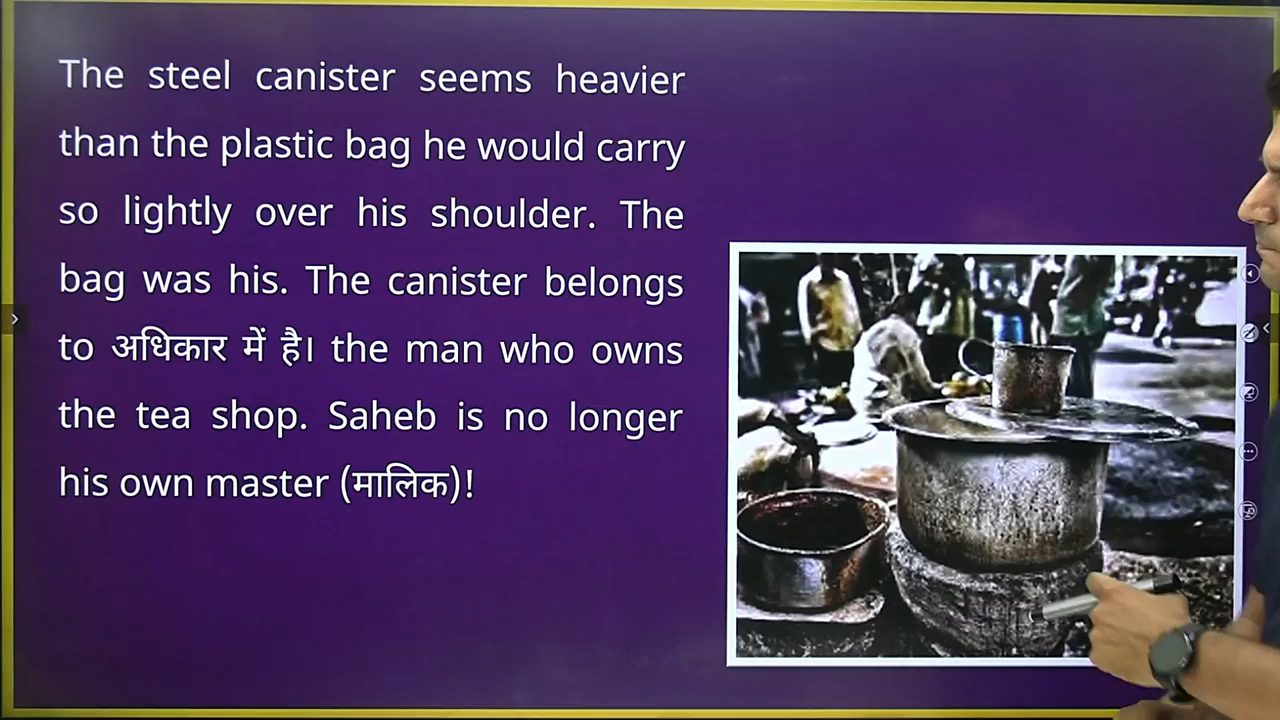 The steel canister seems heavier
than the plastic bag he would carry
so lightly over his shoulder. The
bag was his. The canister belongs
to अधिकार में है। the man who owns
the tea shop. Saheb is no longer
his own master (मालिक)!